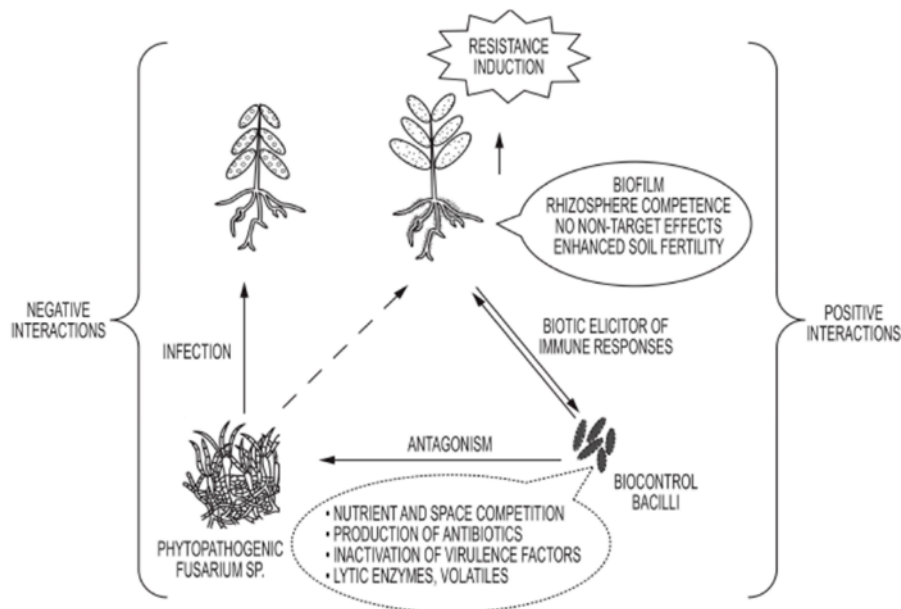 RESISTANCE
INDUCTION
BIOFILM
RHIZOSPHERE COMPETENCE
NO NON-TARGET EFFECTS
ENHANCED SOIL FERTILITY
NEGATIVE
INTERACTIONS
POSITIVE
INTERACTIONS
INFECTION
BIOTIC ELICITOR OF
IMMUNE RESPONSES
ANTAGONISM
BIOCONTROL
BACILLI
PHYTOPATHOGENIC
FUSARIUM SP.
• NUTRIENT AND SPACE COMPETITION
• PRODUCTION OF ANTIBIOTICS
• INACTIVATION OF VIRULENCE FACTORS
• LYTIC ENZYMES, VOLATILES